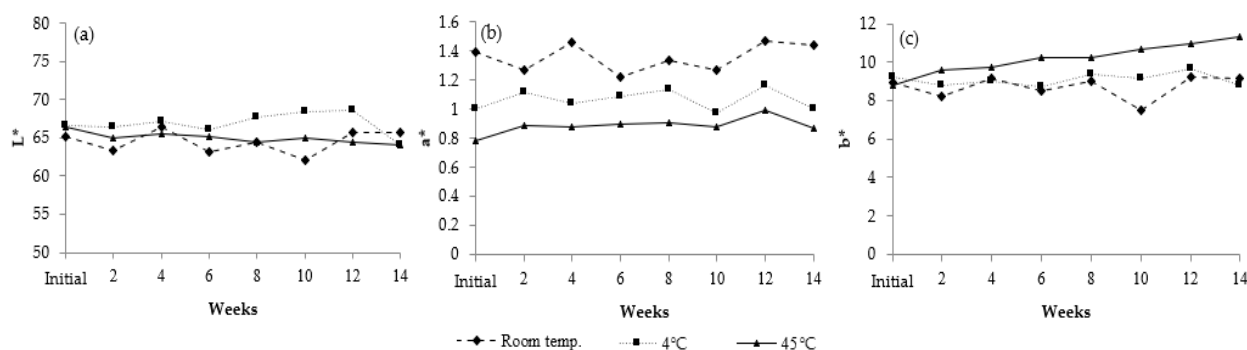 (a)
80
75
70
65
60
55
50
L*
Initial 2 4 6 8 10 12 14
Weeks
(b)
1.6
1.4
1.2
1
0.8
0.6
0.4
0.2
0
a*
Initial 2 4 6 8 10 12 14
Weeks
(c)
12
10
8
6
4
2
0
b*
Initial 2 4 6 8 10 12 14
Weeks
Room temp. 4℃ 45℃